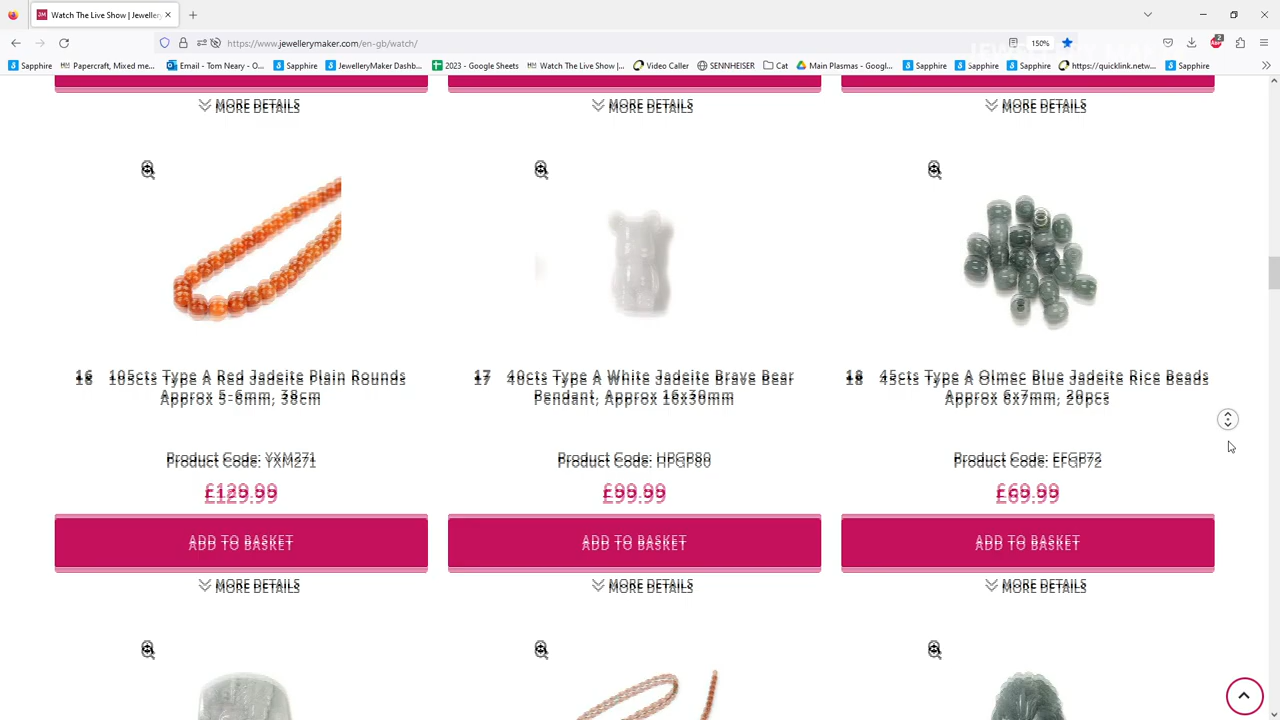 Watch The Live Show | Jeweller
https://www.jewellerymaker.com/en-gb/watch/
150%
2
Sapphire
Papercraft, Mixed me...
Email - Tom Neary - O...
Sapphire
JewelleryMaker Dashb...
2023 - Google Sheets
Watch The Live Show |...
Video Caller
SENNHEISER
Cat
Main Plasmas - Googl...
Sapphire
Sapphire
Sapphire
https://quicklink.netw...
Sapphire
MORE DETAILS
MORE DETAILS
MORE DETAILS
16 105cts Type A Red Jadeite Plain Rounds
Approx 5-6mm, 38cm
Product Code: YXM271
£129.99
ADD TO BASKET
MORE DETAILS
17 40cts Type A White Jadeite Brave Bear
Pendant, Approx 16x30mm
Product Code: HPGP80
£99.99
ADD TO BASKET
MORE DETAILS
18 45cts Type A Olmec Blue Jadeite Rice Beads
Approx 6x7mm, 20pcs
Product Code: EFGP72
£69.99
ADD TO BASKET
MORE DETAILS